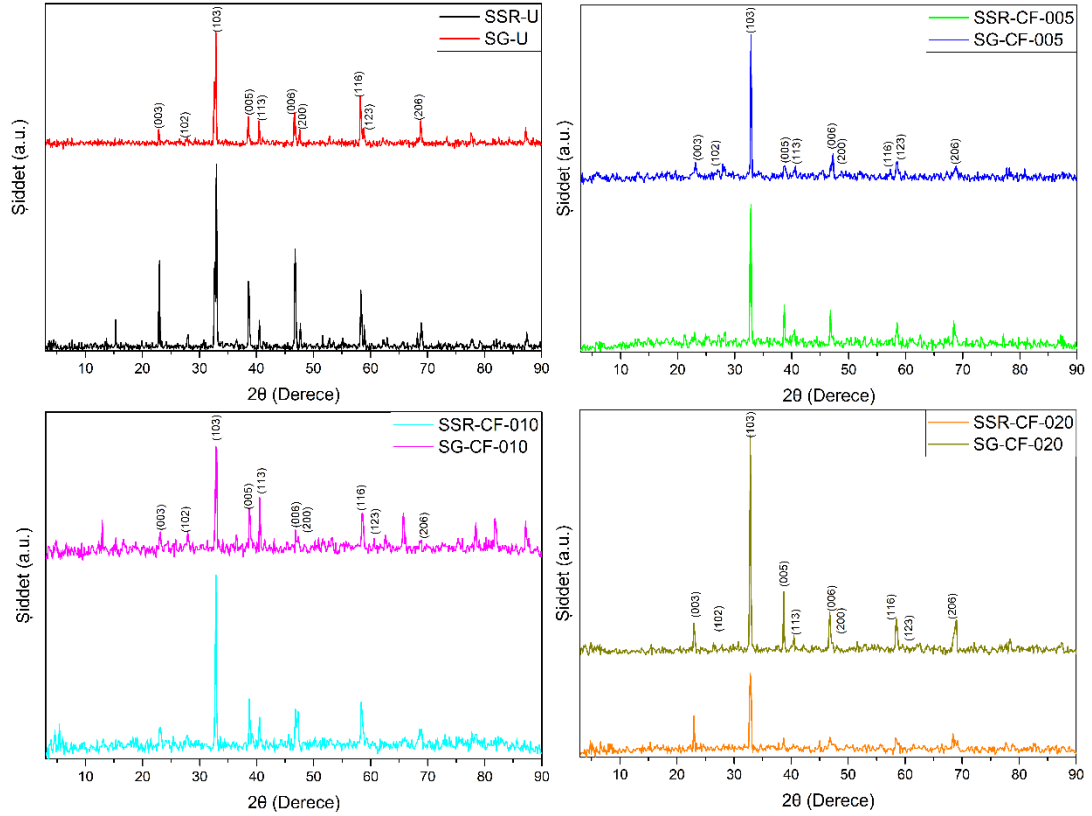 SSR-U
SG-U
(103)
(003)
(102)
(005)
(113)
(006)
(200)
(116)
(123)
(206)
Şiddet (a.u.)
10 20 30 40 50 60 70 80 90
2θ (Derece)
SSR-CF-005
SG-CF-005
(103)
(003)
(102)
(005)
(113)
(006)
(200)
(116)
(123)
(206)
Şiddet (a.u.)
10 20 30 40 50 60 70 80 90
2θ (Derece)
SSR-CF-010
SG-CF-010
(103)
(003)
(102)
(005)
(113)
(006)
(200)
(116)
(123)
(206)
Şiddet (a.u.)
10 20 30 40 50 60 70 80 90
2θ (Derece)
SSR-CF-020
SG-CF-020
(103)
(003)
(102)
(005)
(113)
(006)
(200)
(116)
(123)
(206)
Şiddet (a.u.)
10 20 30 40 50 60 70 80 90
2θ (Derece)